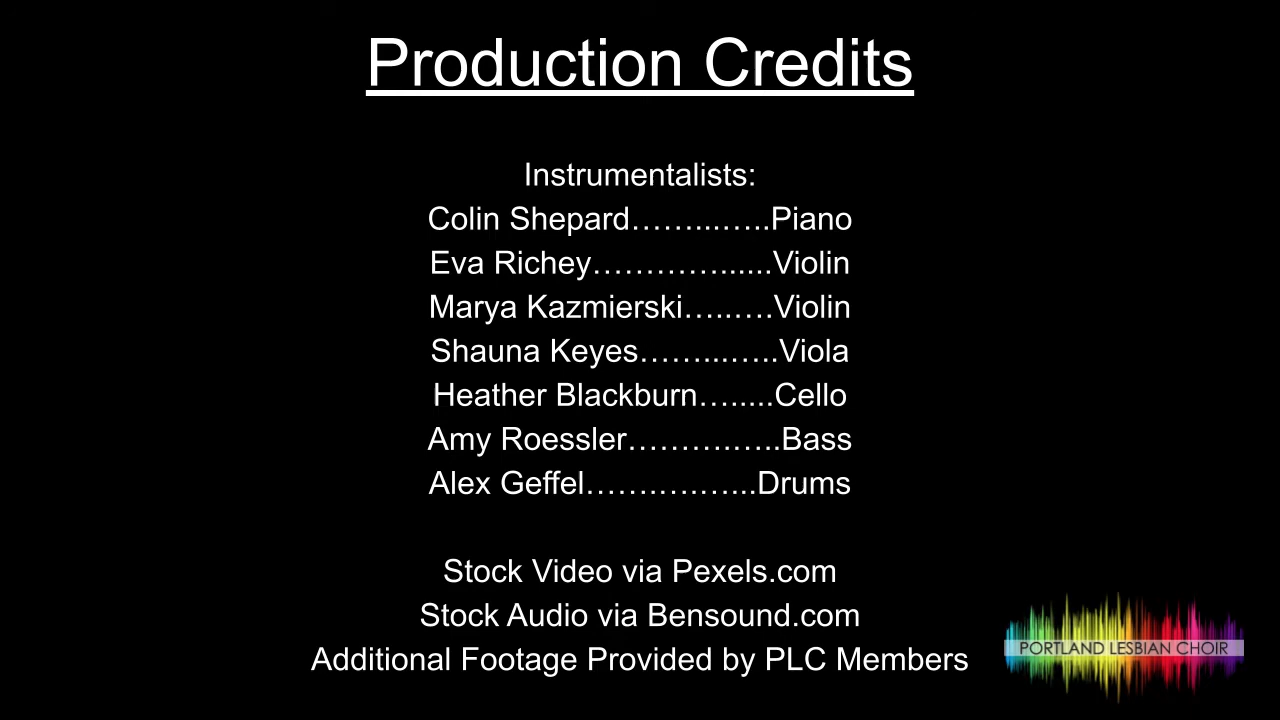 Production Credits
Instrumentalists:
Colin Shepard……...…..Piano
Eva Richey…………......Violin
Marya Kazmierski…..….Violin
Shauna Keyes……...…..Viola
Heather Blackburn….....Cello
Amy Roessler……….…..Bass
Alex Geffel…….….…...Drums
Stock Video via Pexels.com
Stock Audio via Bensound.com
Additional Footage Provided by PLC Members
PORTLAND LESBIAN CHOIR